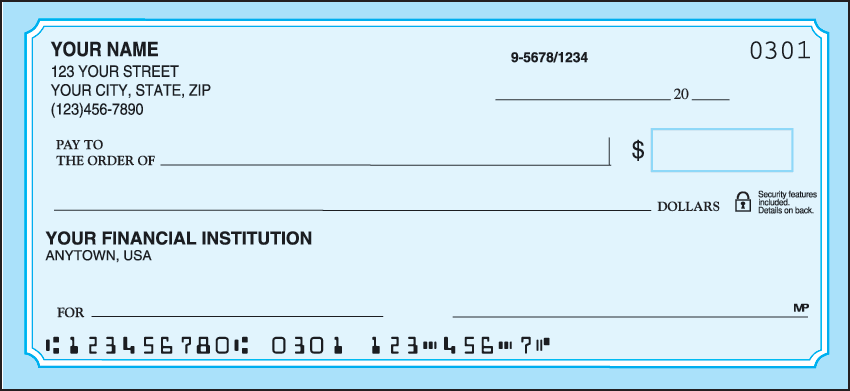 YOUR NAME
123 YOUR STREET
YOUR CITY, STATE, ZIP
(123)456-7890
9-5678/1234
0301
20
PAY TO
THE ORDER OF
$
DOLLARS
Security features
included.
Details on back.
YOUR FINANCIAL INSTITUTION
ANYTOWN, USA
FOR
MP
⑆123456780⑆ 0301 123⑉456⑉7⑈